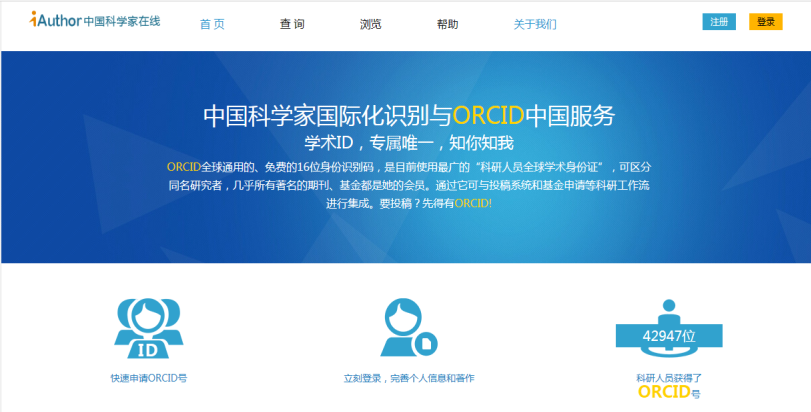 iAuthor 中国科学家在线
首 页 查 询 浏览 帮助 关于我们 注册 登录
中国科学家国际化识别与ORCID中国服务
学术ID，专属唯一，知你知我
ORCID全球通用的、免费的16位身份识别码，是目前使用最广的“科研人员全球学术身份证”，可区分
同名研究者，几乎所有著名的期刊、基金都是她的会员。通过它可与投稿系统和基金申请等科研工作流
进行集成。要投稿？先得有ORCID!
ID
42947位
快速申请ORCID号
立刻登录，完善个人信息和著作
科研人员获得了
ORCID号